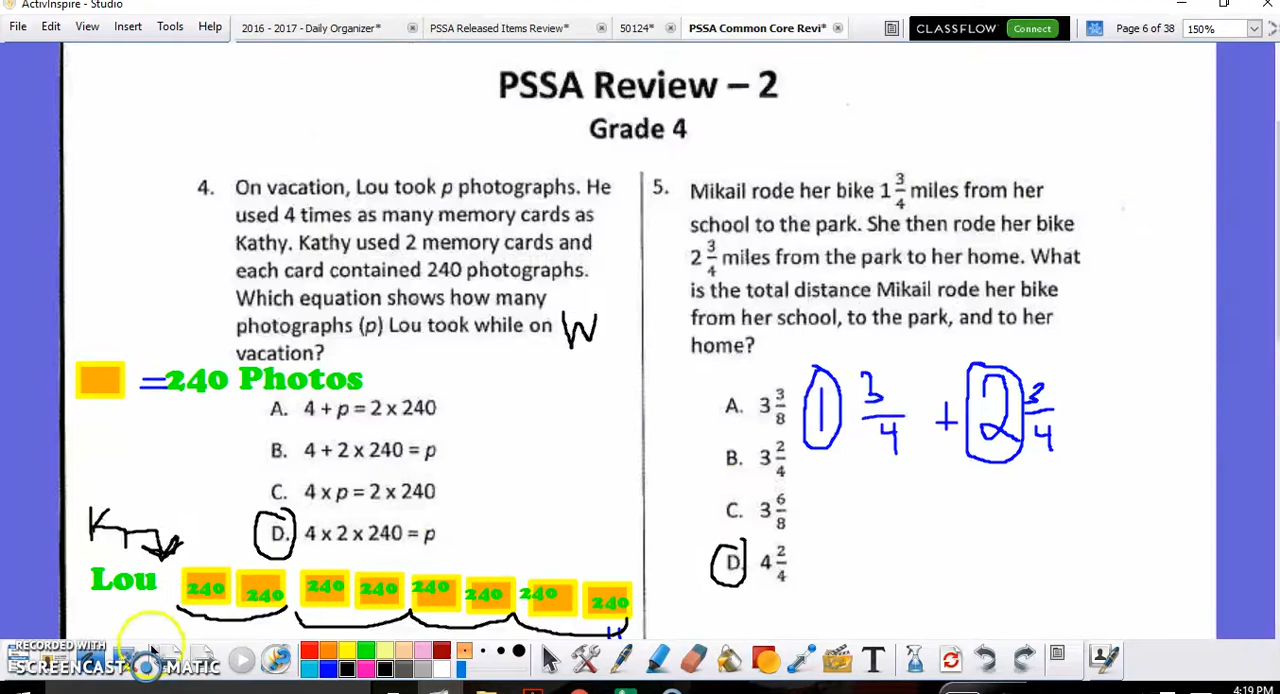 ActivInspire - Studio
File Edit View Insert Tools Help
2016 - 2017 - Daily Organizer* PSSA Released Items Review* 50124* PSSA Common Core Revi* CLASSFLOW Connect Page 6 of 38 150%
PSSA Review – 2
Grade 4
4. On vacation, Lou took p photographs. He
used 4 times as many memory cards as
Kathy. Kathy used 2 memory cards and
each card contained 240 photographs.
Which equation shows how many
photographs (p) Lou took while on
vacation?
W
= 240 Photos
A. 4 + p = 2 x 240
B. 4 + 2 x 240 = p
C. 4 x p = 2 x 240
D. 4 x 2 x 240 = p
K
Lou 240 240 240 240 240 240 240 240
5. Mikail rode her bike 1 3/4 miles from her
school to the park. She then rode her bike
2 3/4 miles from the park to her home. What
is the total distance Mikail rode her bike
from her school, to the park, and to her
home?
A. 3 3/8
B. 3 2/4
C. 3 6/8
D. 4 2/4
1 3/4 + 2 3/4
RECORDED WITH
SCREENCAST MATIC
T
4:19 PM